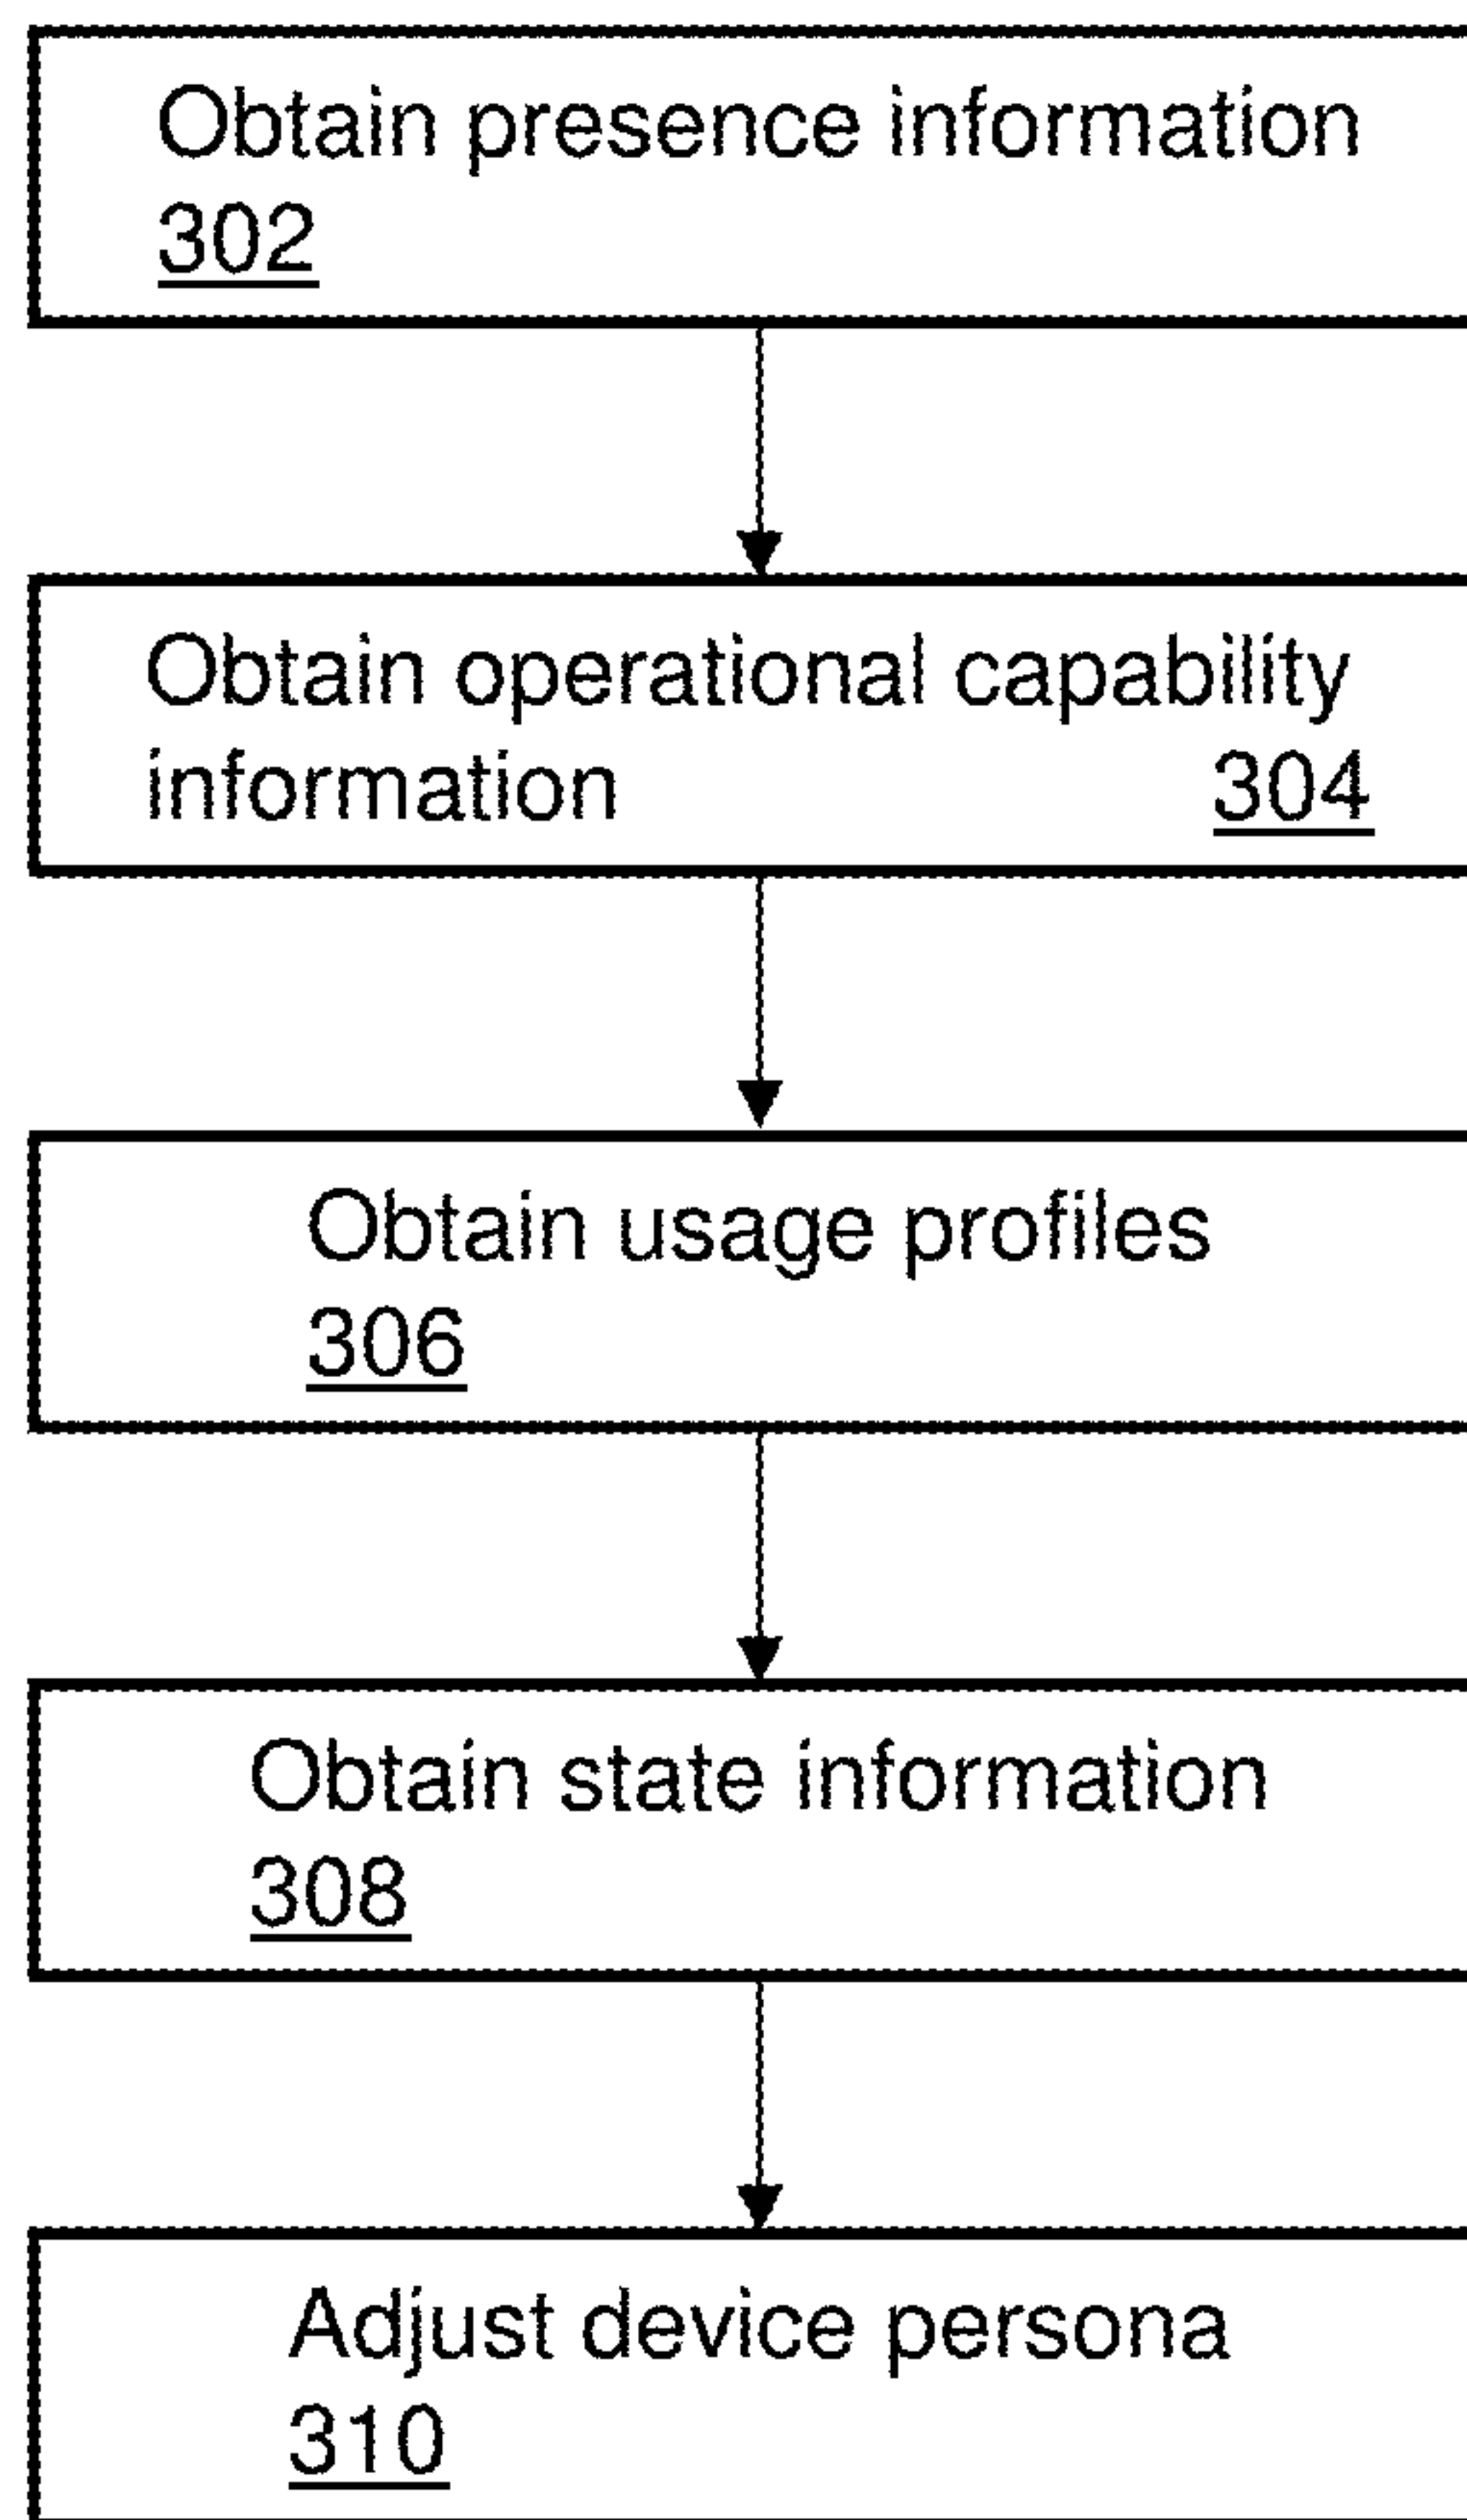 Obtain presence information
302
Obtain operational capability
information 304
Obtain usage profiles
306
Obtain state information
308
Adjust device persona
310